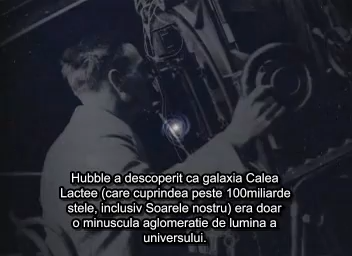 Hubble a descoperit ca galaxia Calea
Lactee (care cuprindea peste 100miliarde
stele, inclusiv Soarele nostru) era doar
o minuscula aglomeratie de lumina a
universului.